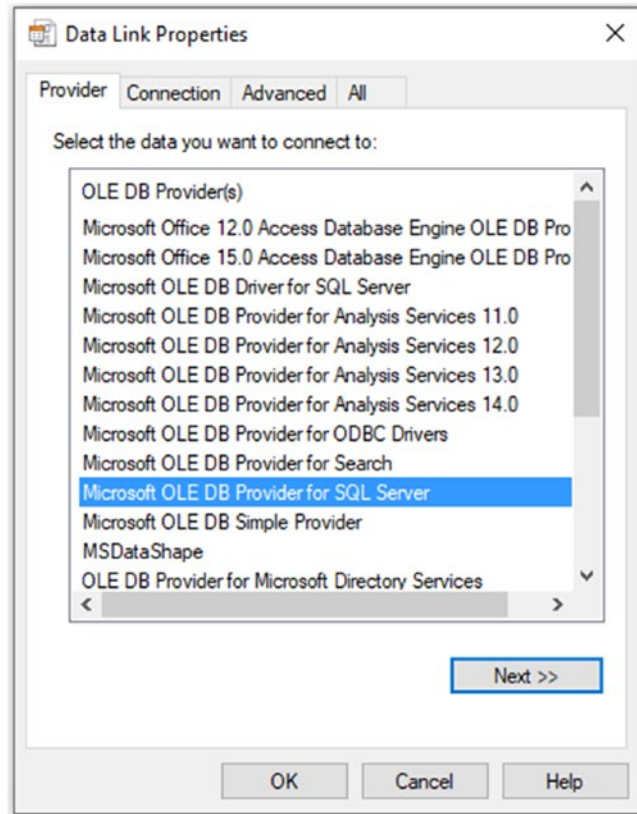 Data Link Properties
Provider Connection Advanced All
Select the data you want to connect to:
OLE DB Provider(s)
Microsoft Office 12.0 Access Database Engine OLE DB Pro
Microsoft Office 15.0 Access Database Engine OLE DB Pro
Microsoft OLE DB Driver for SQL Server
Microsoft OLE DB Provider for Analysis Services 11.0
Microsoft OLE DB Provider for Analysis Services 12.0
Microsoft OLE DB Provider for Analysis Services 13.0
Microsoft OLE DB Provider for Analysis Services 14.0
Microsoft OLE DB Provider for ODBC Drivers
Microsoft OLE DB Provider for Search
Microsoft OLE DB Provider for SQL Server
Microsoft OLE DB Simple Provider
MSDataShape
OLE DB Provider for Microsoft Directory Services
Next >>
OK Cancel Help